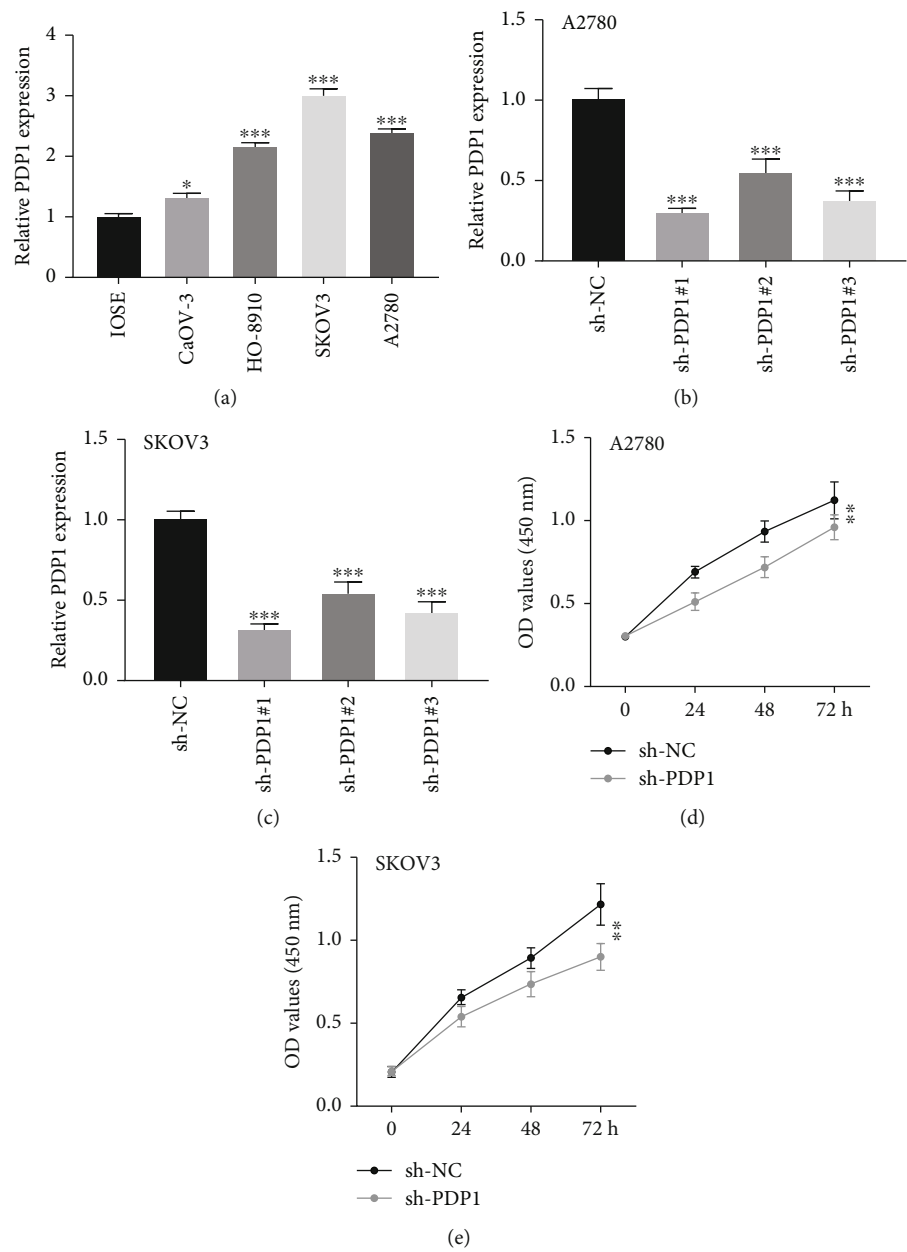 4
3
2
1
0
Relative PDP1 expression
*
***
***
***
IOSE
CaOV-3
HO-8910
SKOV3
A2780
(a)
A2780
1.5
1.0
0.5
0.0
Relative PDP1 expression
***
***
***
sh-NC
sh-PDP1#1
sh-PDP1#2
sh-PDP1#3
(b)
SKOV3
1.5
1.0
0.5
0.0
Relative PDP1 expression
***
***
***
sh-NC
sh-PDP1#1
sh-PDP1#2
sh-PDP1#3
(c)
A2780
1.5
1.0
0.5
0.0
OD values (450 nm)
**
0 24 48 72 h
sh-NC
sh-PDP1
(d)
SKOV3
1.5
1.0
0.5
0.0
OD values (450 nm)
**
0 24 48 72 h
sh-NC
sh-PDP1
(e)